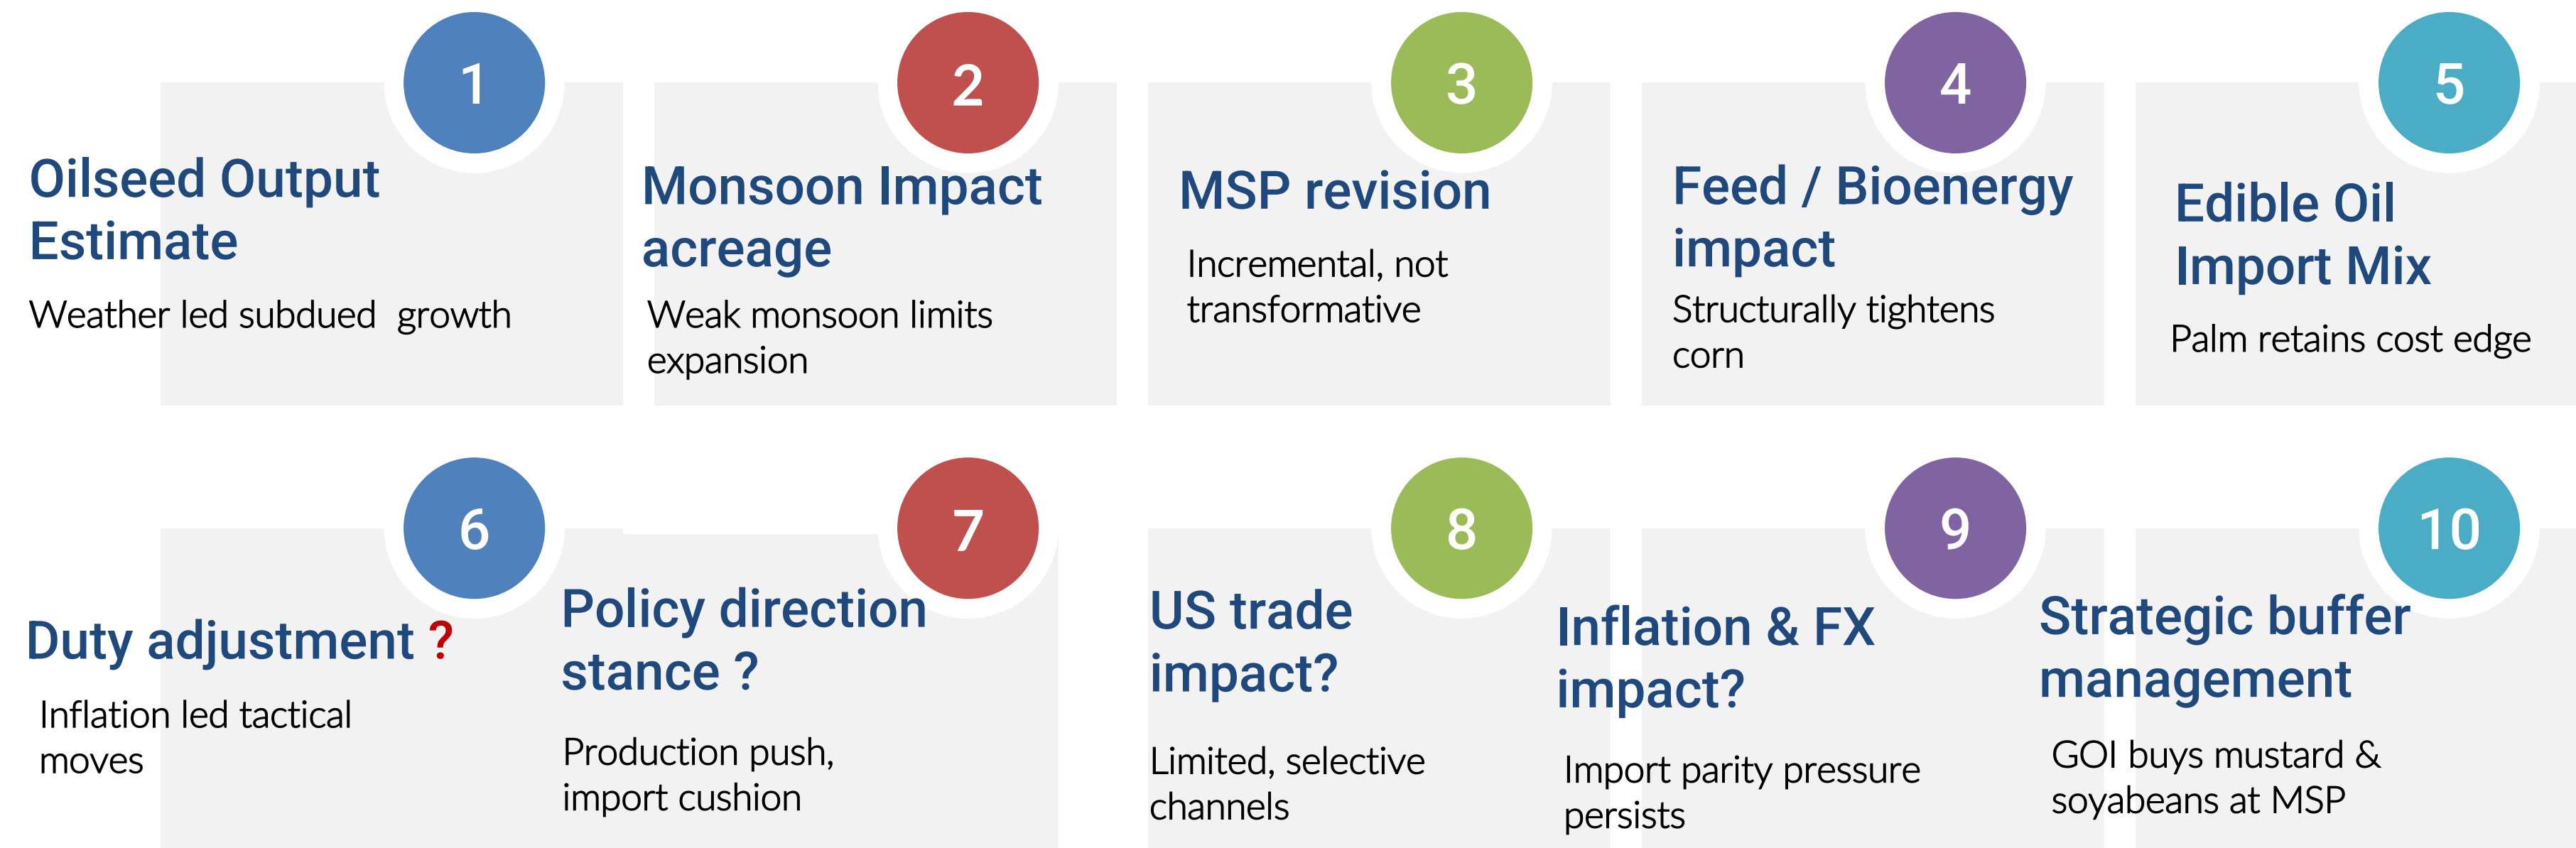 1
Oilseed Output
Estimate
Weather led subdued growth
2
Monsoon Impact
acreage
Weak monsoon limits
expansion
3
MSP revision
Incremental, not
transformative
4
Feed / Bioenergy
impact
Structurally tightens
corn
5
Edible Oil
Import Mix
Palm retains cost edge
6
Duty adjustment ?
Inflation led tactical
moves
7
Policy direction
stance ?
Production push,
import cushion
8
US trade
impact?
Limited, selective
channels
9
Inflation & FX
impact?
Import parity pressure
persists
10
Strategic buffer
management
GOI buys mustard &
soyabeans at MSP